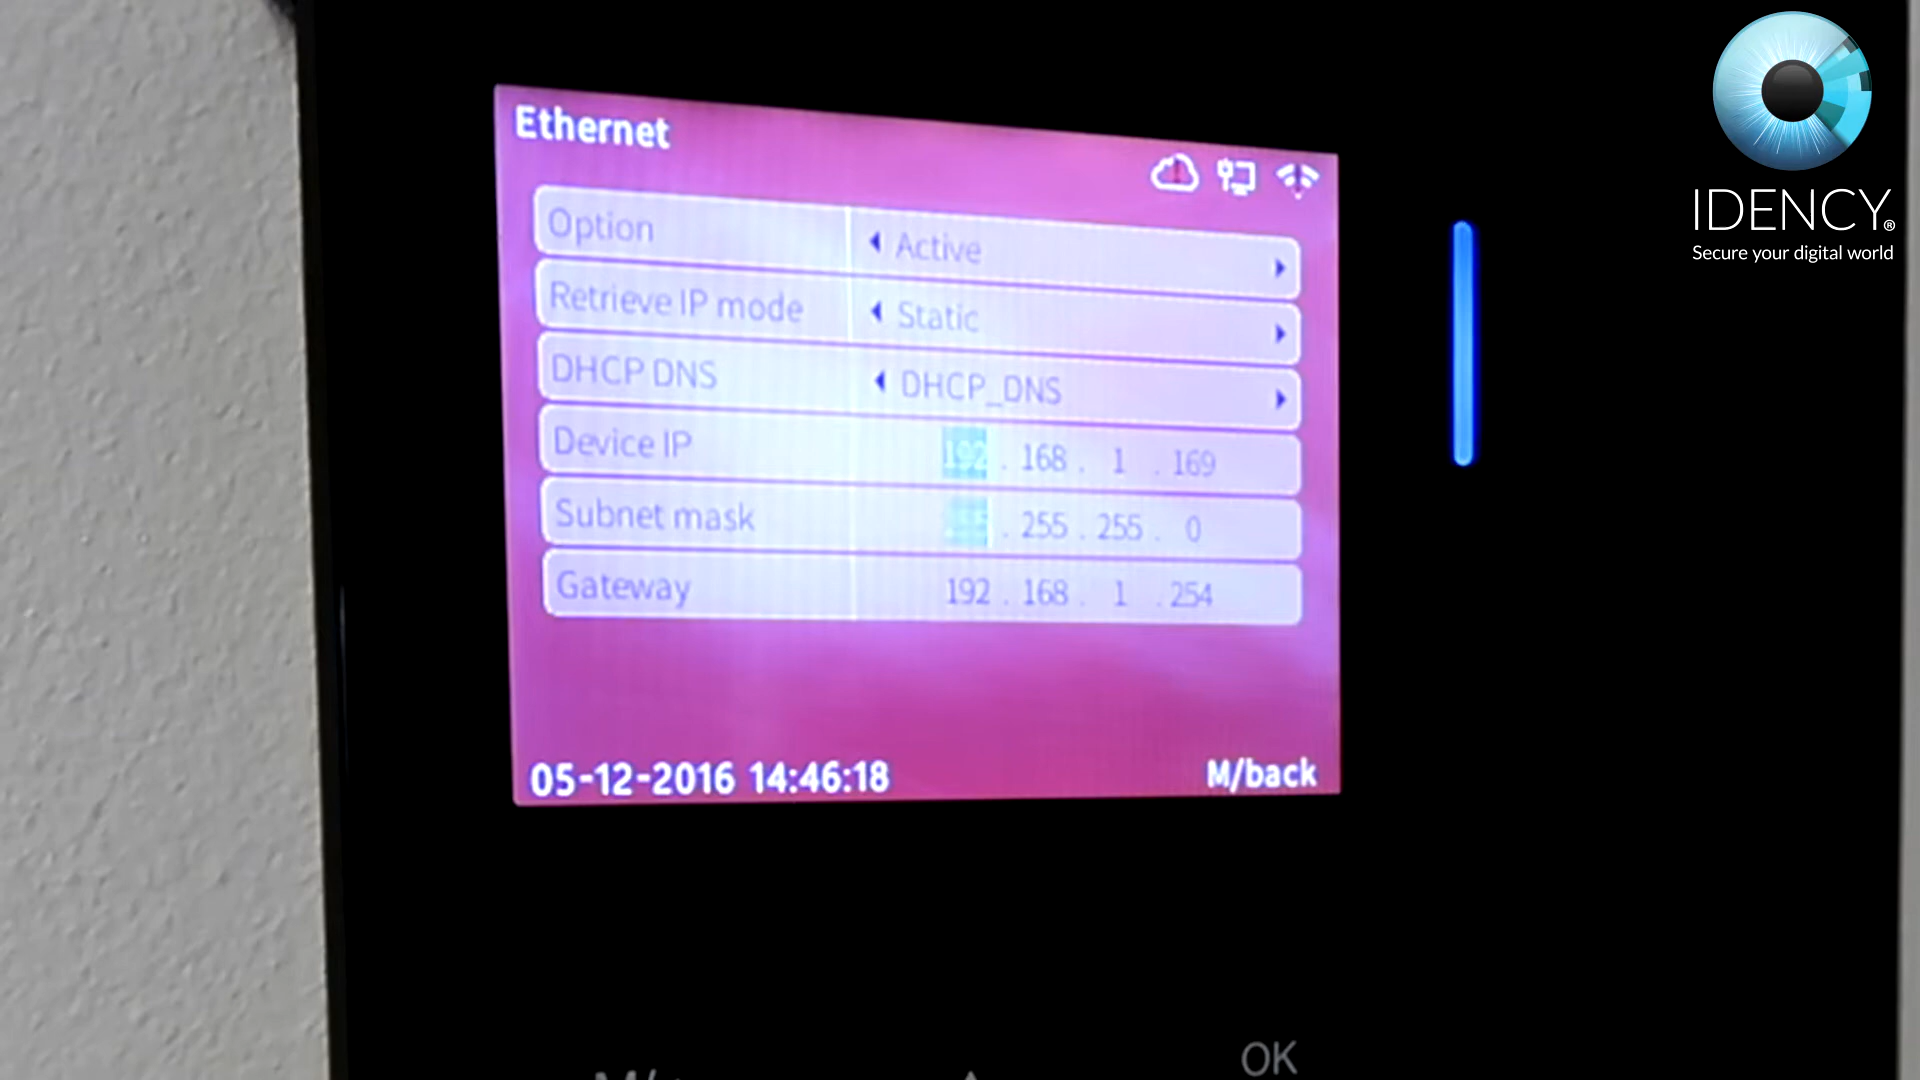 Ethernet
Option Active
Retrieve IP mode Static
DHCP DNS DHCP_DNS
Device IP 192 . 168 . 1 . 169
Subnet mask . 255 . 255 . 0
Gateway 192 . 168 . 1 . 254
05-12-2016 14:46:18 M/back
OK
IDENCY®
Secure your digital world